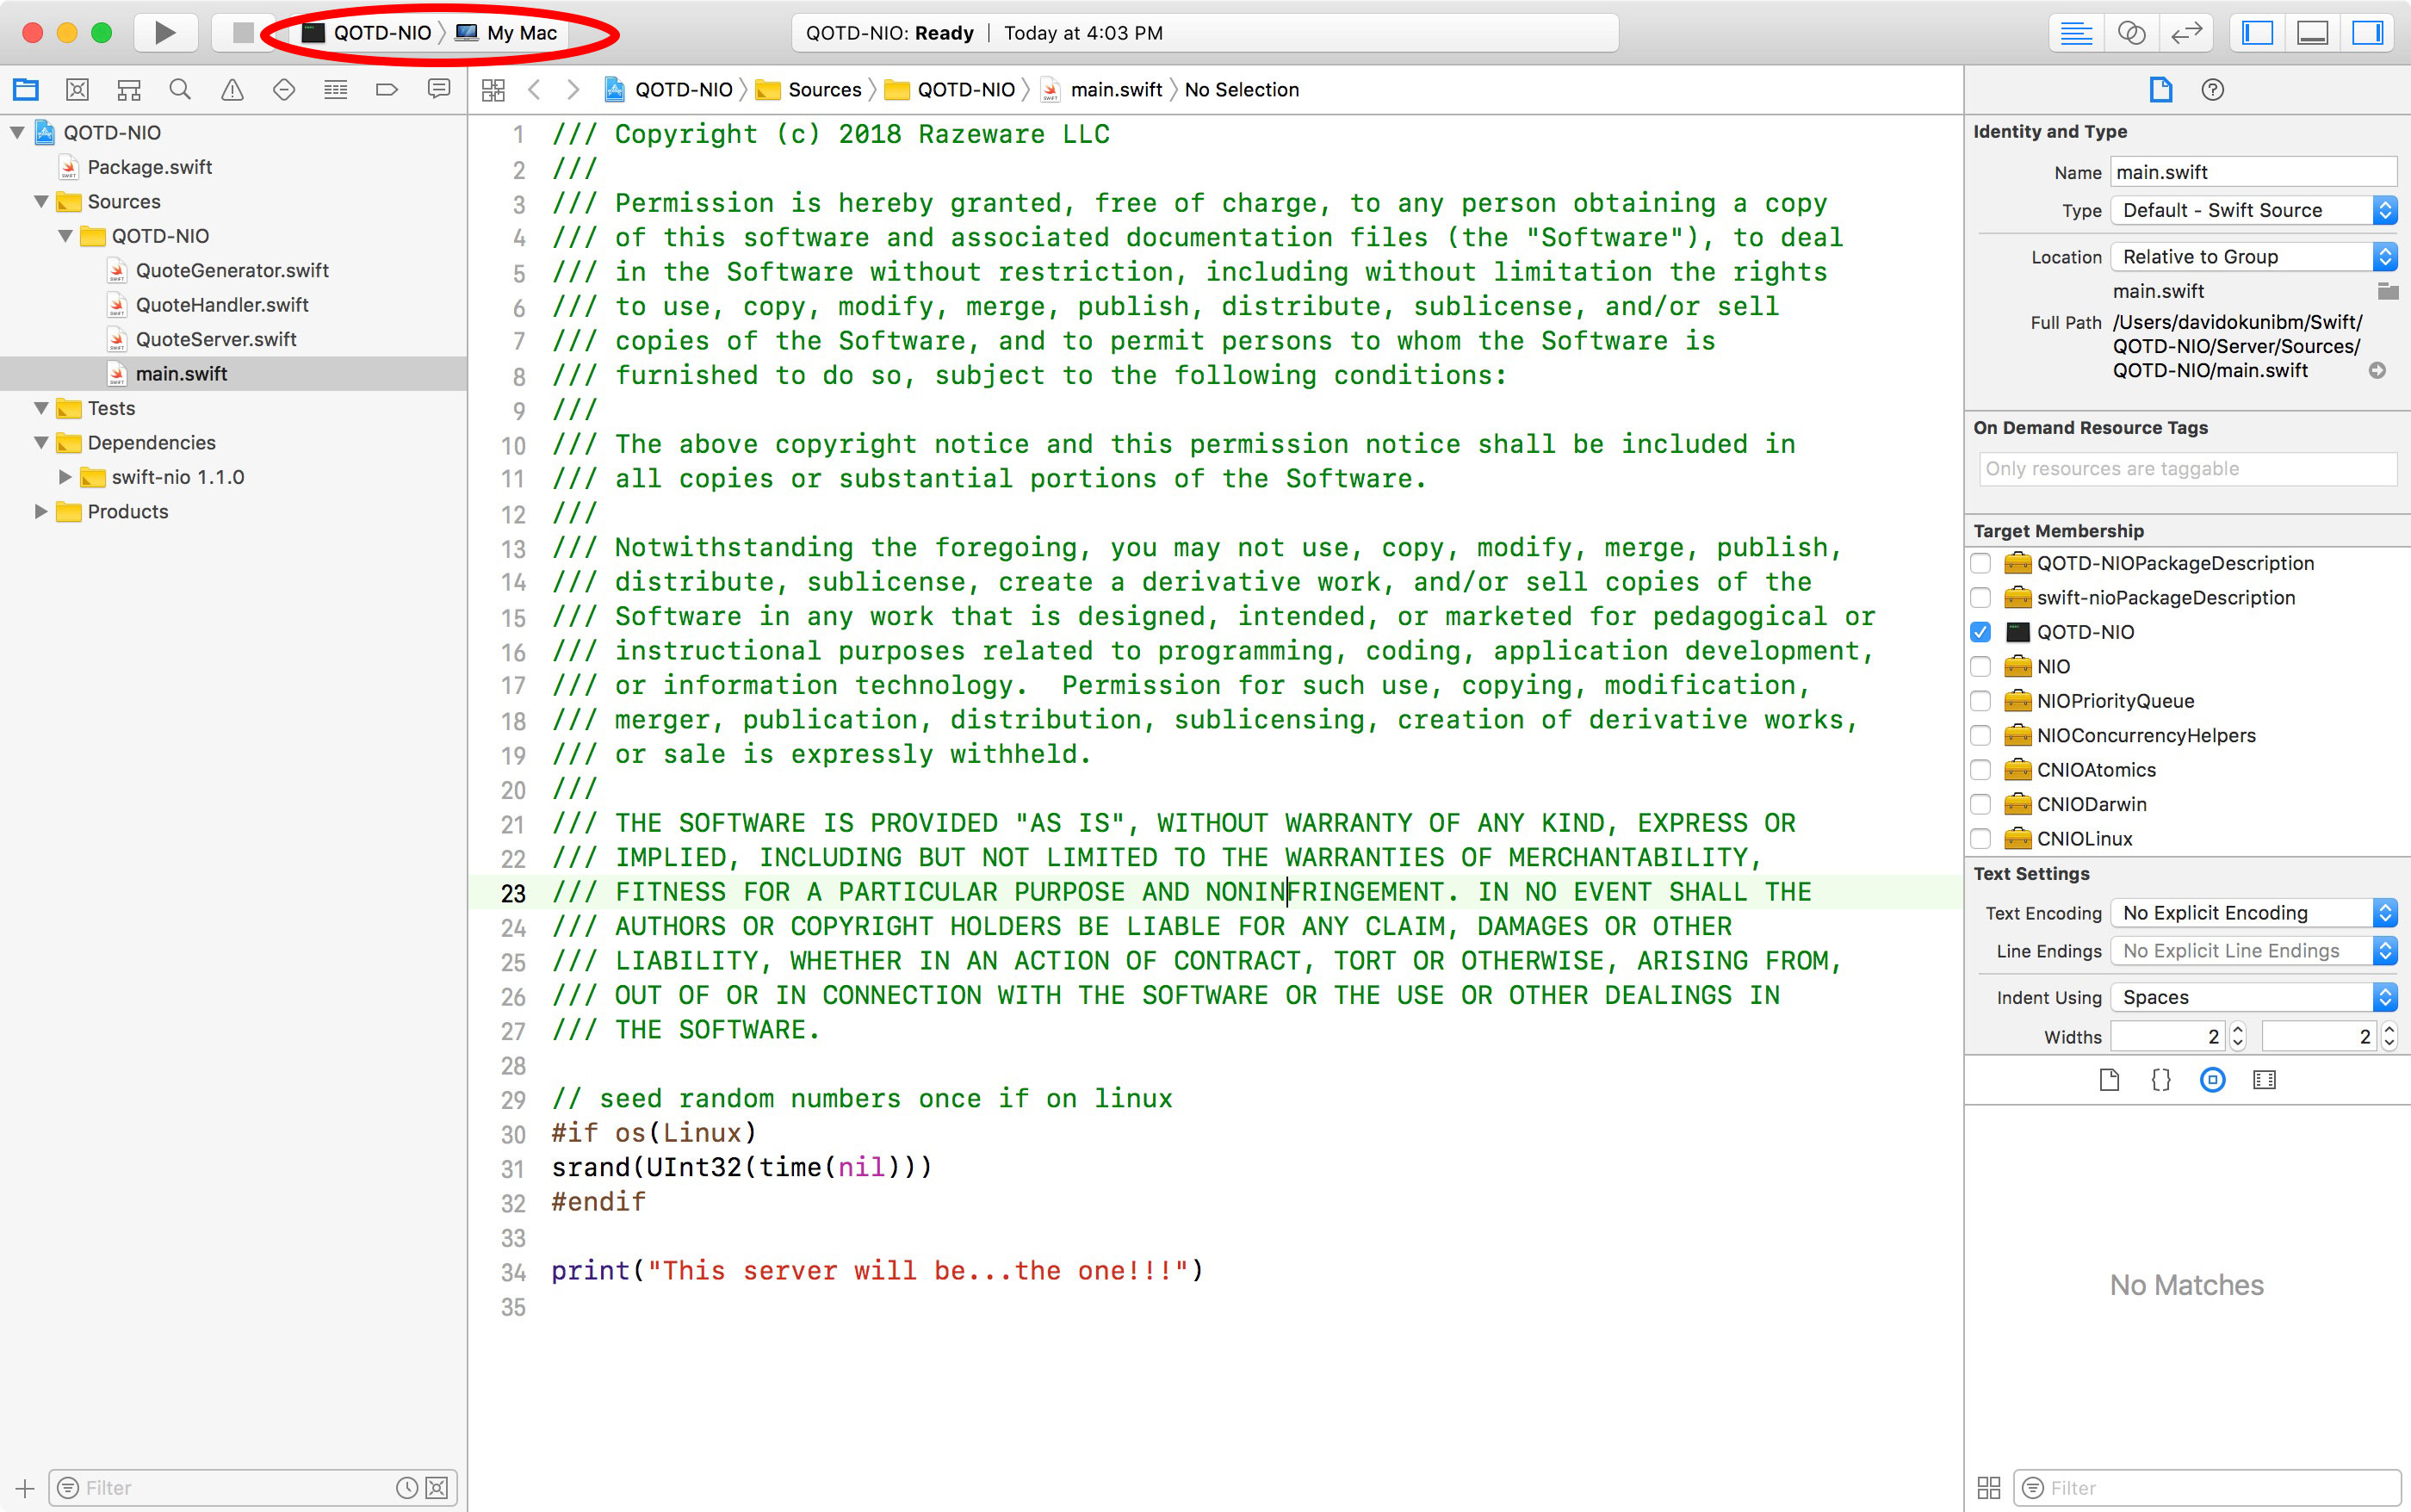 QOTD-NIO My Mac
QOTD-NIO: Ready | Today at 4:03 PM
QOTD-NIO Sources QOTD-NIO main.swift No Selection
QOTD-NIO
Package.swift
Sources
QOTD-NIO
QuoteGenerator.swift
QuoteHandler.swift
QuoteServer.swift
main.swift
Tests
Dependencies
swift-nio 1.1.0
Products
Filter
1 /// Copyright (c) 2018 Razeware LLC
2 ///
3 /// Permission is hereby granted, free of charge, to any person obtaining a copy
4 /// of this software and associated documentation files (the "Software"), to deal
5 /// in the Software without restriction, including without limitation the rights
6 /// to use, copy, modify, merge, publish, distribute, sublicense, and/or sell
7 /// copies of the Software, and to permit persons to whom the Software is
8 /// furnished to do so, subject to the following conditions:
9 ///
10 /// The above copyright notice and this permission notice shall be included in
11 /// all copies or substantial portions of the Software.
12 ///
13 /// Notwithstanding the foregoing, you may not use, copy, modify, merge, publish,
14 /// distribute, sublicense, create a derivative work, and/or sell copies of the
15 /// Software in any work that is designed, intended, or marketed for pedagogical or
16 /// instructional purposes related to programming, coding, application development,
17 /// or information technology.  Permission for such use, copying, modification,
18 /// merger, publication, distribution, sublicensing, creation of derivative works,
19 /// or sale is expressly withheld.
20 ///
21 /// THE SOFTWARE IS PROVIDED "AS IS", WITHOUT WARRANTY OF ANY KIND, EXPRESS OR
22 /// IMPLIED, INCLUDING BUT NOT LIMITED TO THE WARRANTIES OF MERCHANTABILITY,
23 /// FITNESS FOR A PARTICULAR PURPOSE AND NONINFRINGEMENT. IN NO EVENT SHALL THE
24 /// AUTHORS OR COPYRIGHT HOLDERS BE LIABLE FOR ANY CLAIM, DAMAGES OR OTHER
25 /// LIABILITY, WHETHER IN AN ACTION OF CONTRACT, TORT OR OTHERWISE, ARISING FROM,
26 /// OUT OF OR IN CONNECTION WITH THE SOFTWARE OR THE USE OR OTHER DEALINGS IN
27 /// THE SOFTWARE.
28
29 // seed random numbers once if on linux
30 #if os(Linux)
31 srand(UInt32(time(nil)))
32 #endif
33
34 print("This server will be...the one!!!")
35
Identity and Type
Name main.swift
Type Default - Swift Source
Location Relative to Group
main.swift
Full Path /Users/davidokunibm/Swift/
QOTD-NIO/Server/Sources/
QOTD-NIO/main.swift
On Demand Resource Tags
Only resources are taggable
Target Membership
QOTD-NIOPackageDescription
swift-nioPackageDescription
QOTD-NIO
NIO
NIOPriorityQueue
NIOConcurrencyHelpers
CNIOAtomics
CNIODarwin
CNIOLinux
Text Settings
Text Encoding No Explicit Encoding
Line Endings No Explicit Line Endings
Indent Using Spaces
Widths 2 2
No Matches
Filter